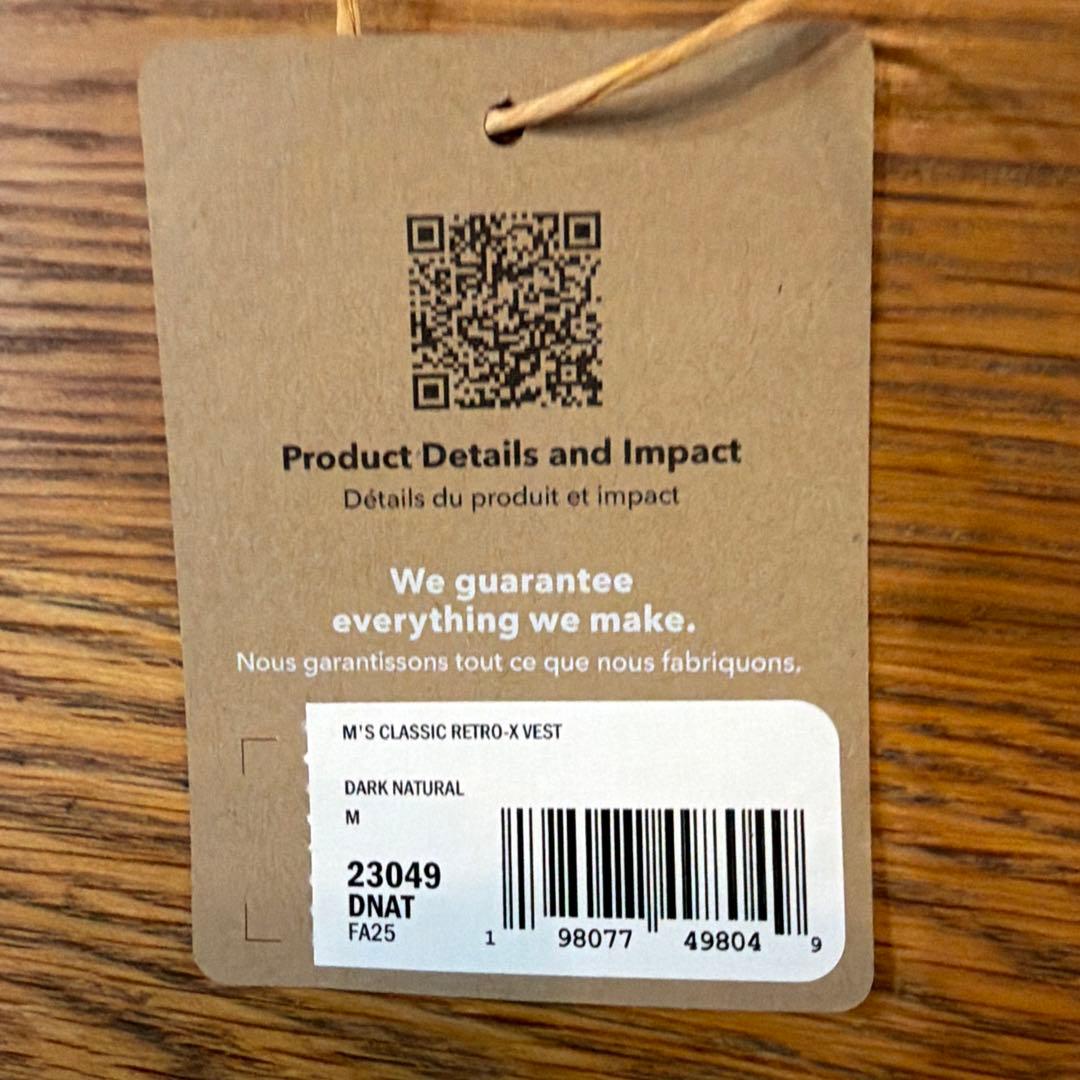 Product Details and Impact
Détails du produit et impact
We guarantee
everything we make.
Nous garantissons tout ce que nous fabriquons.
M'S CLASSIC RETRO-X VEST
DARK NATURAL
M
23049
DNAT
FA25
1 98077 49804 9